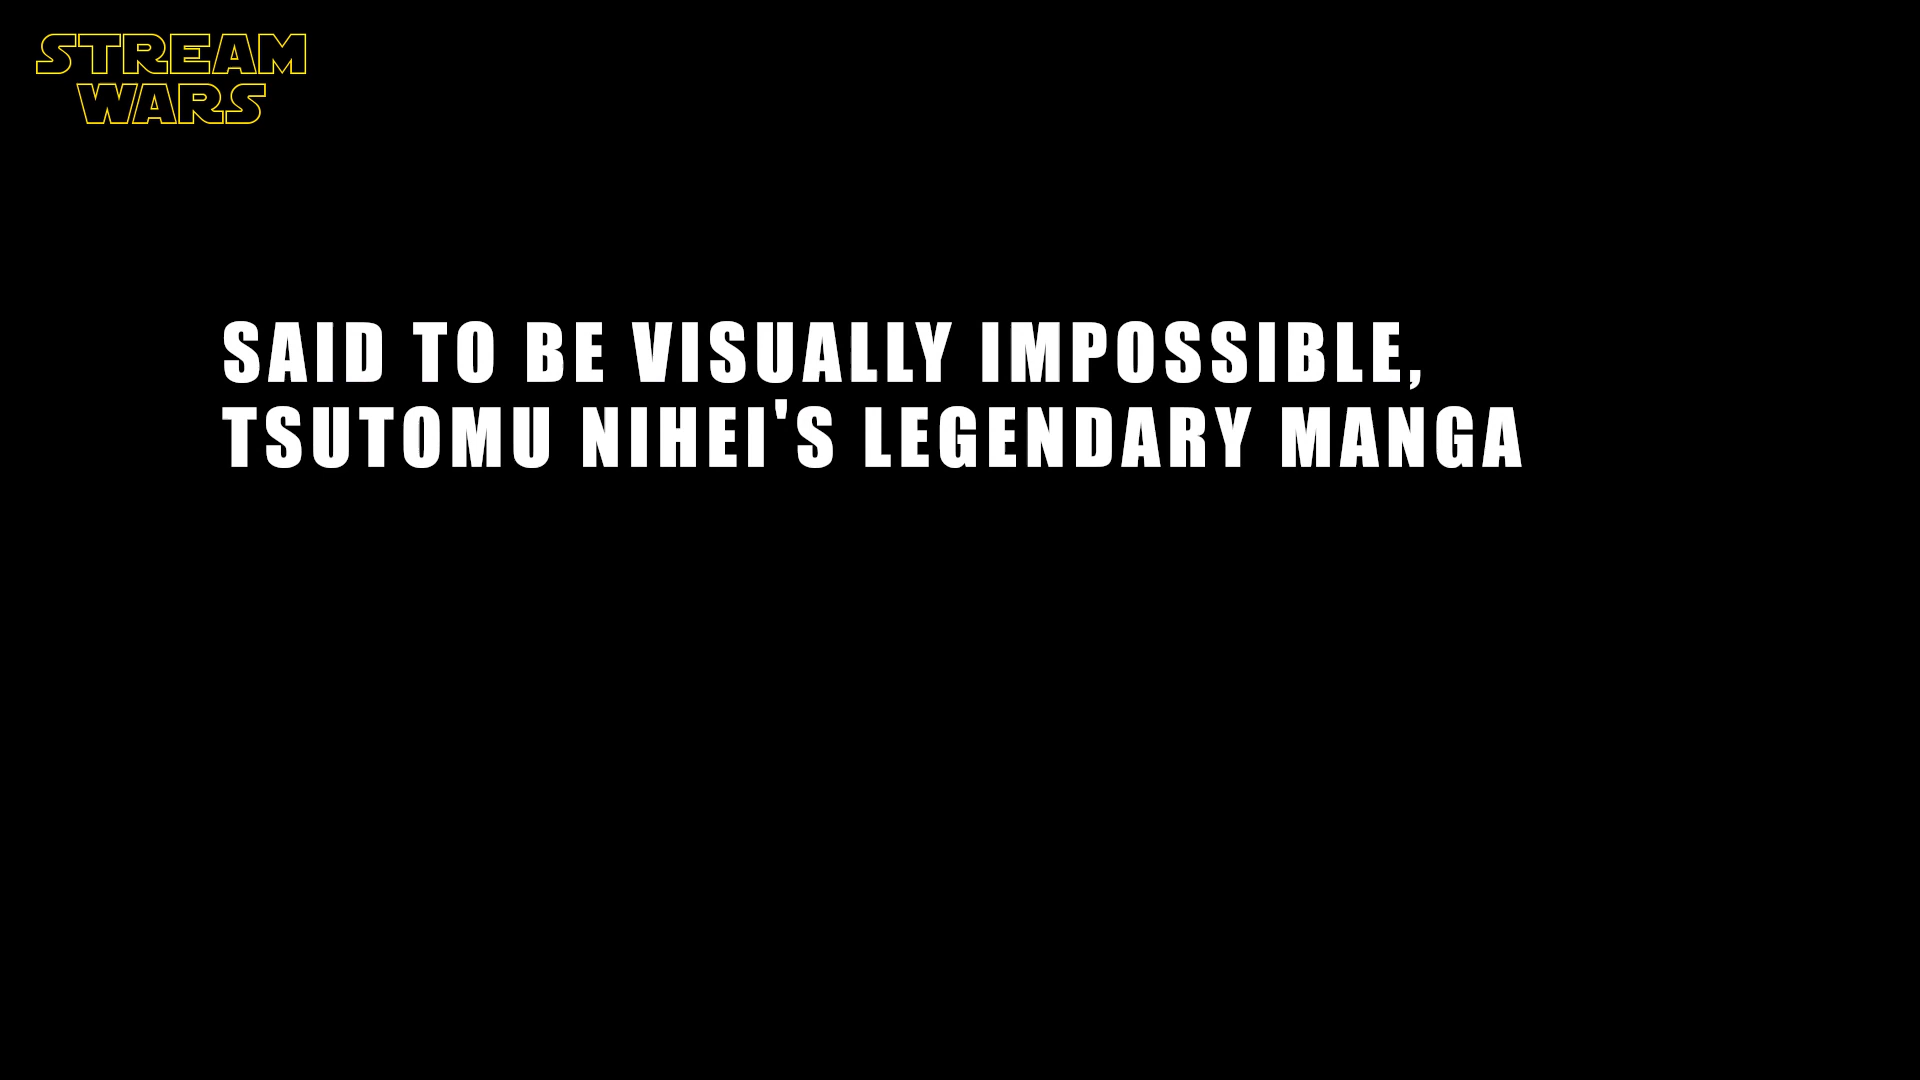 STREAM
WARS
SAID TO BE VISUALLY IMPOSSIBLE,
TSUTOMU NIHEI'S LEGENDARY MANGA